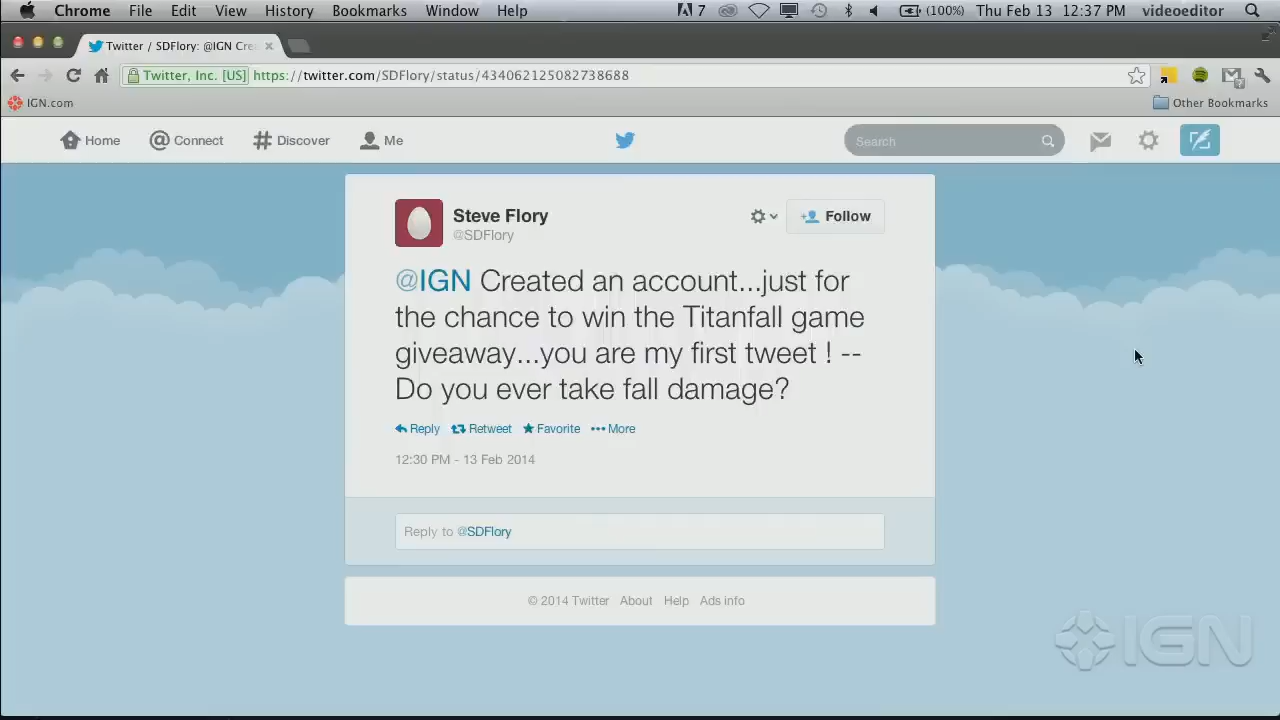 Chrome File Edit View History Bookmarks Window Help 7 (100%) Thu Feb 13 12:37 PM videoeditor
Twitter / SDFlory: @IGN Cre
Twitter, Inc. [US] https://twitter.com/SDFlory/status/434062125082738688
IGN.com Other Bookmarks
Home Connect Discover Me Search
Steve Flory
@SDFlory
Follow
@IGN Created an account...just for
the chance to win the Titanfall game
giveaway...you are my first tweet ! --
Do you ever take fall damage?
Reply Retweet Favorite More
12:30 PM - 13 Feb 2014
Reply to @SDFlory
© 2014 Twitter About Help Ads info
IGN